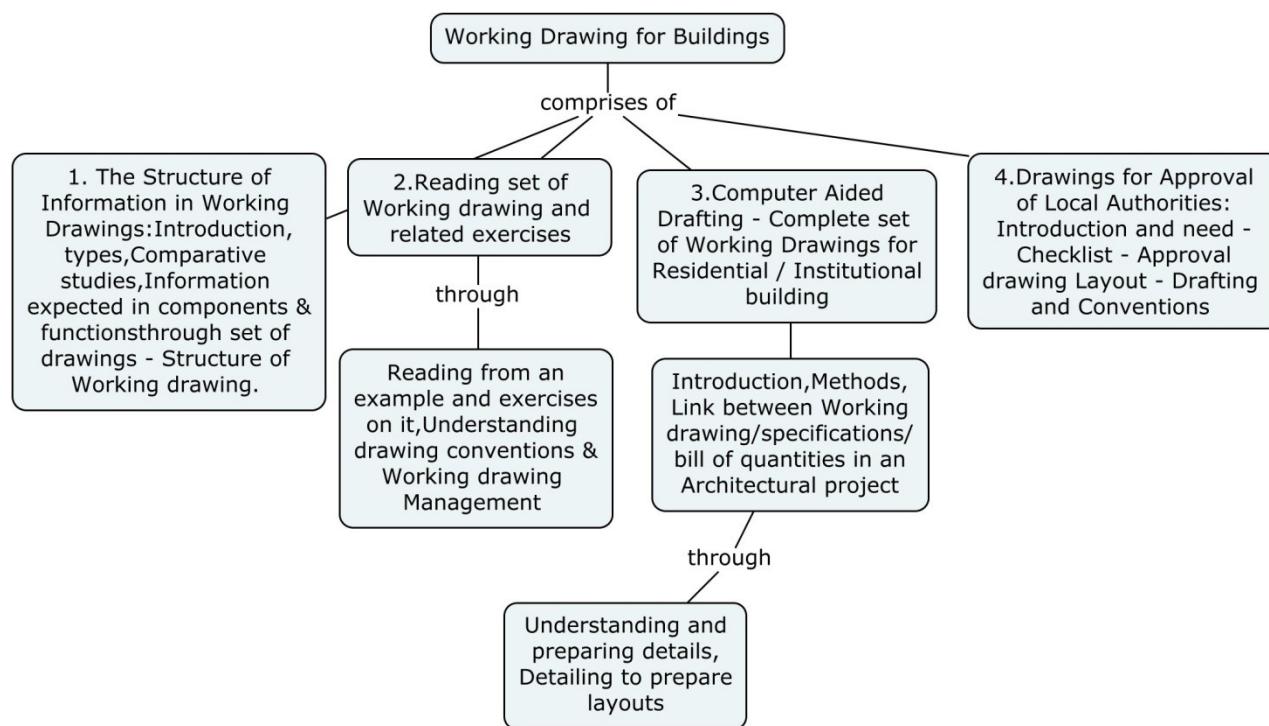 Working Drawing for Buildings
comprises of
1. The Structure of
Information in Working
Drawings:Introduction,
types,Comparative
studies,Information
expected in components &
functionsthrough set of
drawings - Structure of
Working drawing.
2.Reading set of
Working drawing and
related exercises
through
Reading from an
example and exercises
on it,Understanding
drawing conventions &
Working drawing
Management
3.Computer Aided
Drafting - Complete set
of Working Drawings for
Residential / Institutional
building
Introduction,Methods,
Link between Working
drawing/specifications/
bill of quantities in an
Architectural project
through
Understanding and
preparing details,
Detailing to prepare
layouts
4.Drawings for Approval
of Local Authorities:
Introduction and need -
Checklist - Approval
drawing Layout - Drafting
and Conventions